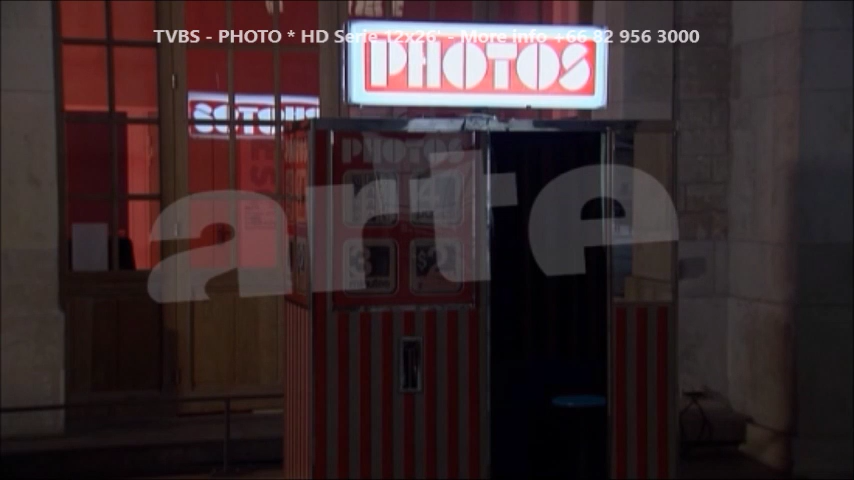 TVBS - PHOTO * HD Serie 12x26' - More info +66 82 956 3000
PHOTOS
PHOTOS
arte